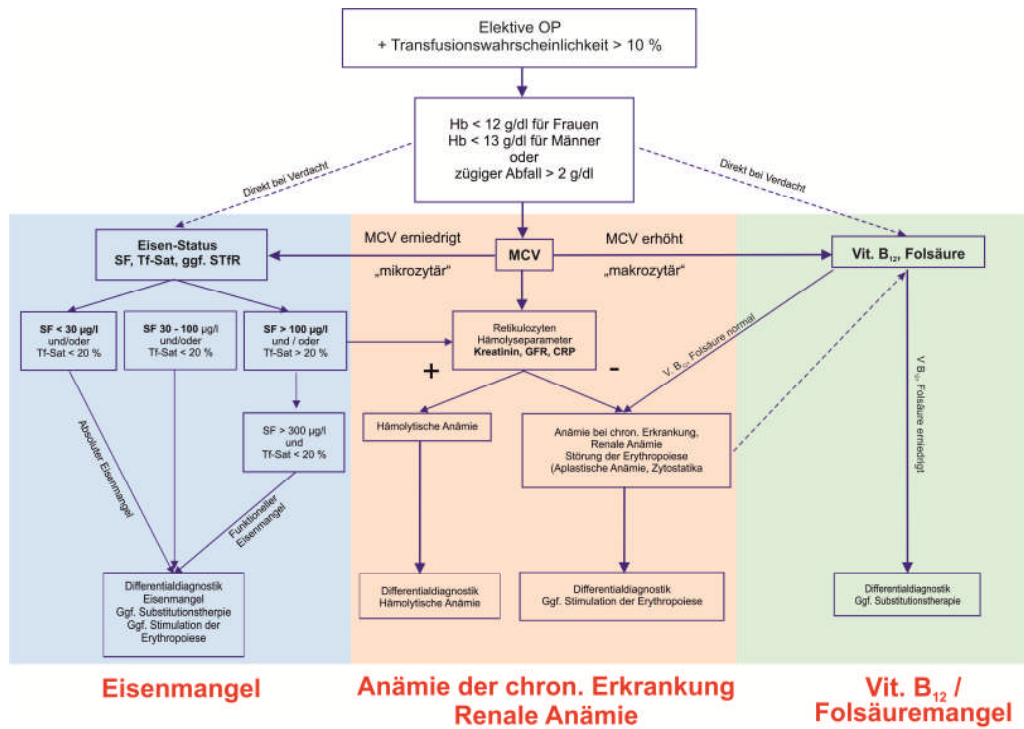 Elektive OP
+ Transfusionswahrscheinlichkeit > 10 %
Hb < 12 g/dl für Frauen
Hb < 13 g/dl für Männer
oder
zügiger Abfall > 2 g/dl
Direkt bei Verdacht
Direkt bei Verdacht
Eisen-Status
SF, Tf-Sat, ggf. STfR
MCV erniedrigt
„mikrozytär“
MCV
MCV erhöht
„makrozytär“
Vit. B12, Folsäure
SF < 30 µg/l
und/oder
Tf-Sat < 20 %
SF 30 - 100 µg/l
und/oder
Tf-Sat < 20 %
SF > 100 µg/l
und / oder
Tf-Sat > 20 %
Retikulozyten
Hämolyseparameter
Kreatinin, GFR, CRP
+
-
V. B12, Folsäure normal
V B12, Folsäure erniedrigt
SF > 300 µg/l
und
Tf-Sat < 20 %
Hämolytische Anämie
Anämie bei chron. Erkrankung,
Renale Anämie
Störung der Erythropoiese
(Aplastische Anämie, Zytostatika
Absoluter Eisenmangel
Funktioneller
Eisenmangel
Differentialdiagnostik
Eisenmangel
Ggf. Substitutionstherpie
Ggf. Stimulation der
Erythropoiese
Differentialdiagnostik
Hämolytische Anämie
Differentialdiagnostik
Ggf. Stimulation der Erythropoiese
Differentialdiagnostik
Ggf. Substitutionstherapie
Eisenmangel
Anämie der chron. Erkrankung
Renale Anämie
Vit. B12 /
Folsäuremangel